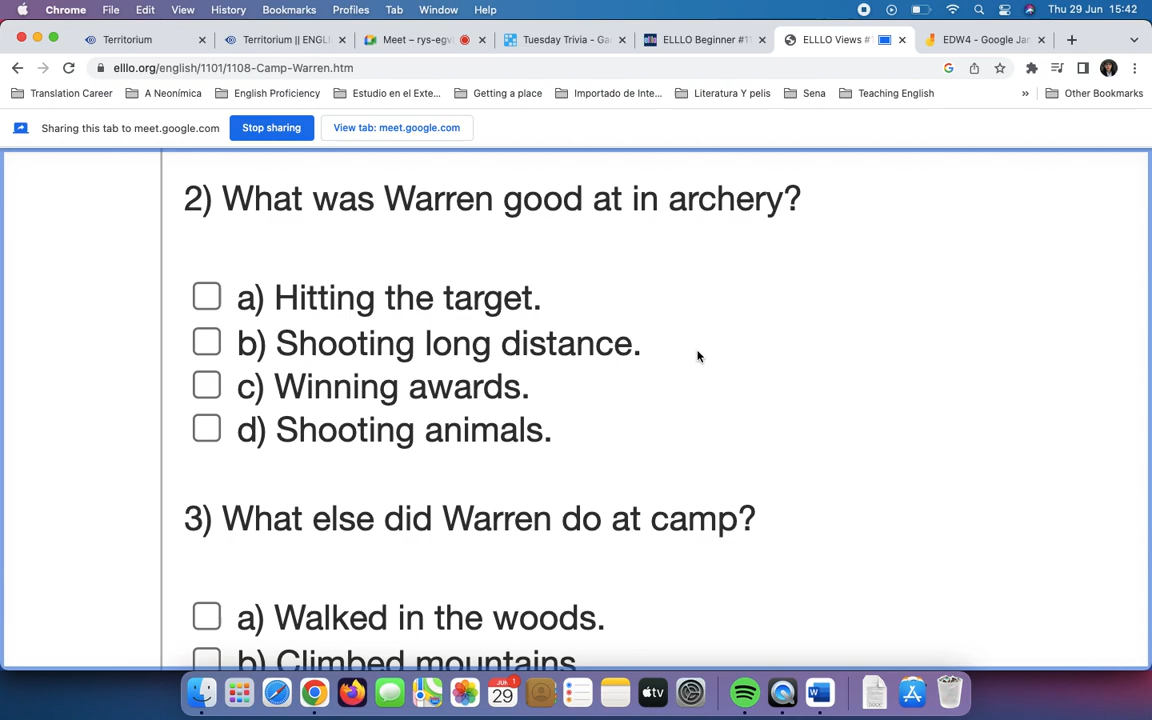 Chrome File Edit View History Bookmarks Profiles Tab Window Help Thu 29 Jun 15:42
Territorium Territorium || ENGL Meet – rys-egv Tuesday Trivia - Ga ELLLO Beginner #1 ELLLO Views #1 EDW4 - Google Jar
elllo.org/english/1101/1108-Camp-Warren.htm
Translation Career A Neonímica English Proficiency Estudio en el Exte... Getting a place Importado de Inte... Literatura Y pelis Sena Teaching English » Other Bookmarks
Sharing this tab to meet.google.com Stop sharing View tab: meet.google.com
2) What was Warren good at in archery?
a) Hitting the target.
b) Shooting long distance.
c) Winning awards.
d) Shooting animals.
3) What else did Warren do at camp?
a) Walked in the woods.
b) Climbed mountains
JUN 1
29
tv
W